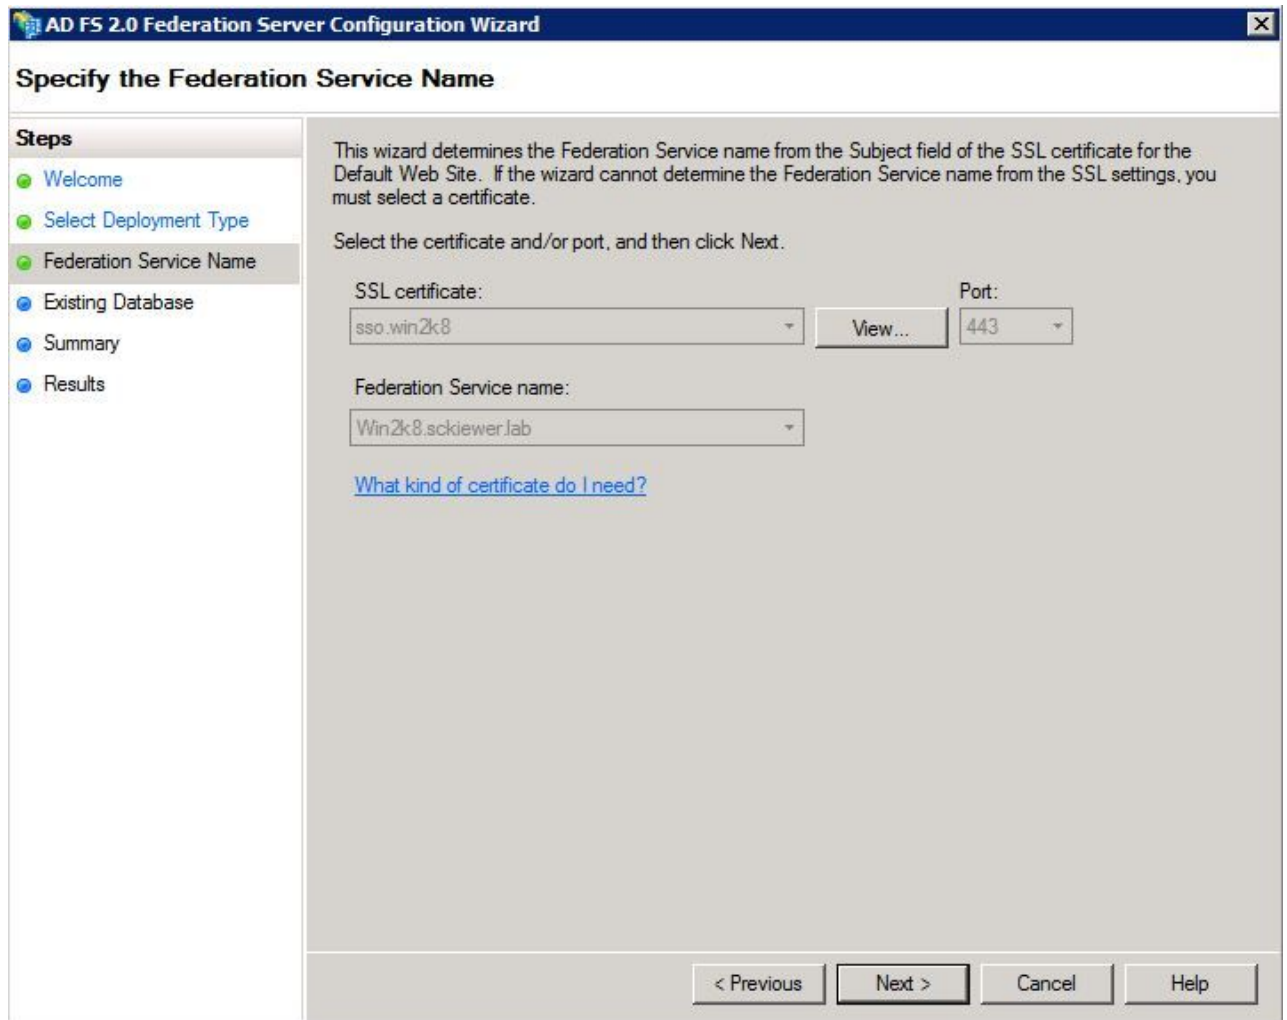 AD FS 2.0 Federation Server Configuration Wizard
Specify the Federation Service Name
Steps
Welcome
Select Deployment Type
Federation Service Name
Existing Database
Summary
Results
This wizard determines the Federation Service name from the Subject field of the SSL certificate for the
Default Web Site.  If the wizard cannot determine the Federation Service name from the SSL settings, you
must select a certificate.
Select the certificate and/or port, and then click Next.
SSL certificate:
Port:
sso.win2k8
View...
443
Federation Service name:
Win2k8.sckiewer.lab
What kind of certificate do I need?
< Previous
Next >
Cancel
Help